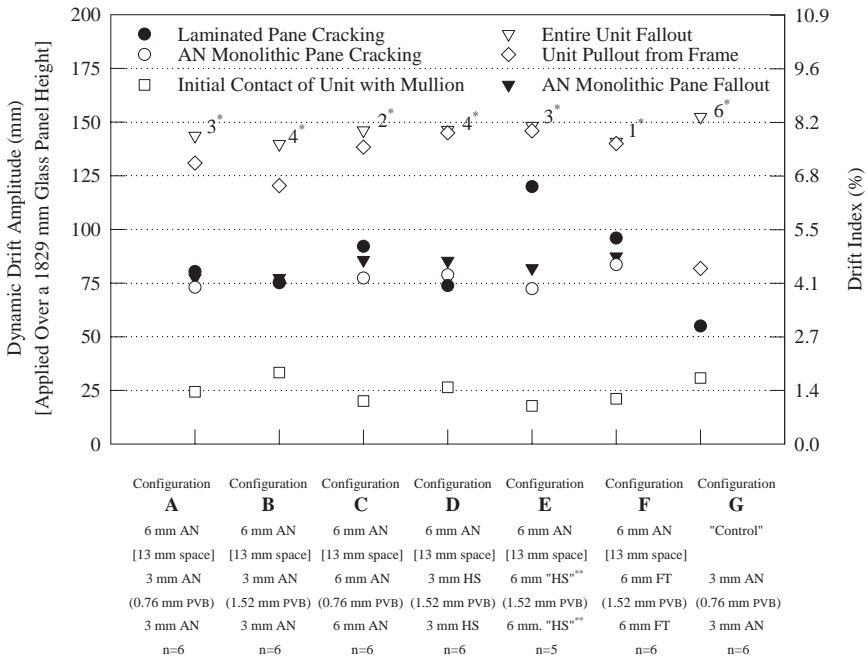 Dynamic Drift Amplitude (mm)
[Applied Over a 1829 mm Glass Panel Height]
200
175
150
125
100
75
50
25
0
Laminated Pane Cracking
AN Monolithic Pane Cracking
Initial Contact of Unit with Mullion
Entire Unit Fallout
Unit Pullout from Frame
AN Monolithic Pane Fallout
3*
4*
2*
4*
3*
1*
6*
10.9
9.6
8.2
6.8
5.5
4.1
2.7
1.4
0.0
Drift Index (%)
Configuration
A
6 mm AN
[13 mm space]
3 mm AN
(0.76 mm PVB)
3 mm AN
n=6
Configuration
B
6 mm AN
[13 mm space]
3 mm AN
(1.52 mm PVB)
3 mm AN
n=6
Configuration
C
6 mm AN
[13 mm space]
6 mm AN
(0.76 mm PVB)
6 mm AN
n=6
Configuration
D
6 mm AN
[13 mm space]
3 mm HS
(1.52 mm PVB)
3 mm HS
n=6
Configuration
E
6 mm AN
[13 mm space]
6 mm "HS"**
(1.52 mm PVB)
6 mm. "HS"**
n=5
Configuration
F
6 mm AN
[13 mm space]
6 mm FT
(1.52 mm PVB)
6 mm FT
n=6
Configuration
G
"Control"
3 mm AN
(0.76 mm PVB)
3 mm AN
n=6